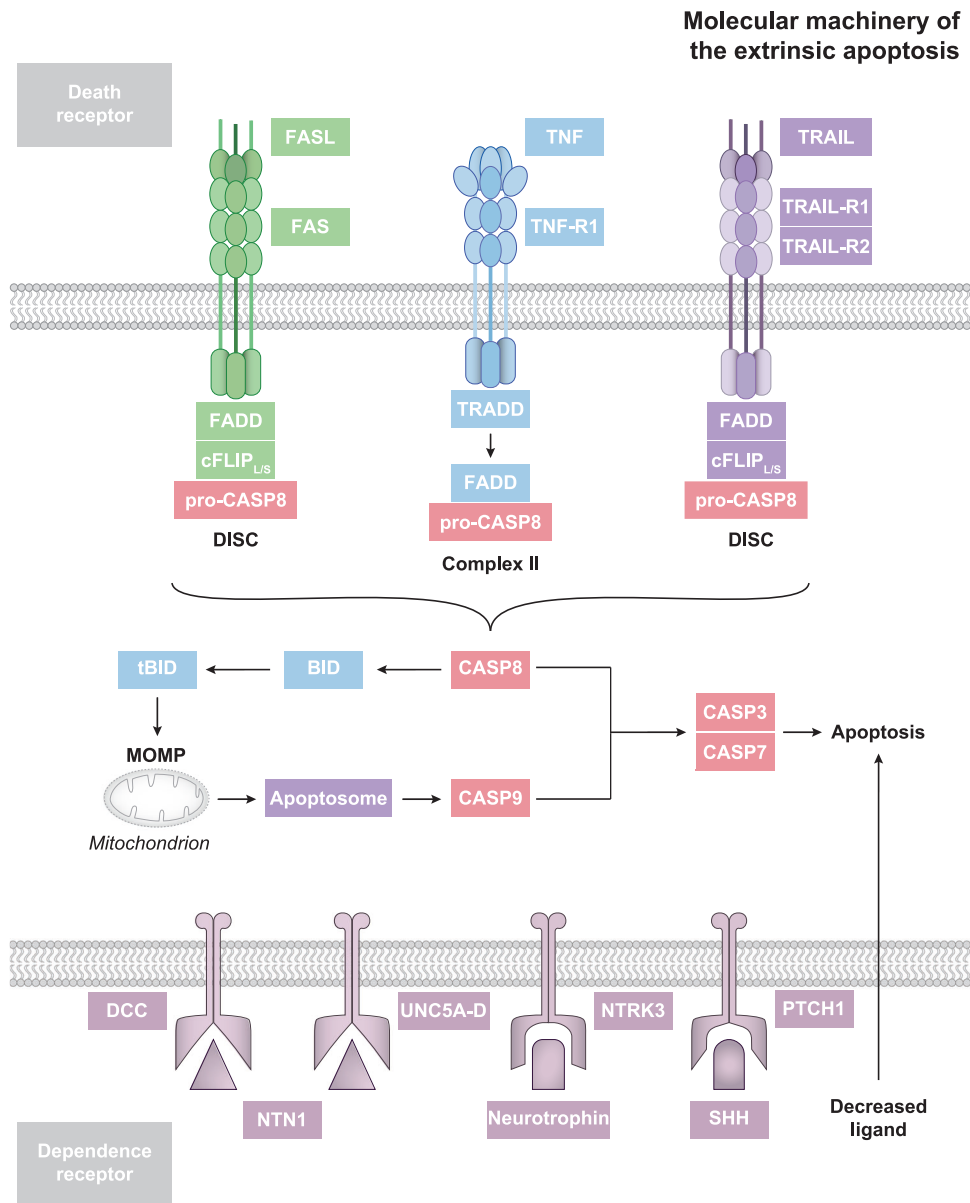 Molecular machinery of
the extrinsic apoptosis
Death
receptor
FASL
TNF
TRAIL
FAS
TNF-R1
TRAIL-R1
TRAIL-R2
FADD
cFLIP L/S
pro-CASP8
DISC
TRADD
FADD
pro-CASP8
Complex II
FADD
cFLIP L/S
pro-CASP8
DISC
tBID
BID
CASP8
CASP3
CASP7
Apoptosis
MOMP
Apoptosome
CASP9
Mitochondrion
DCC
UNC5A-D
NTRK3
PTCH1
NTN1
Neurotrophin
SHH
Decreased
ligand
Dependence
receptor